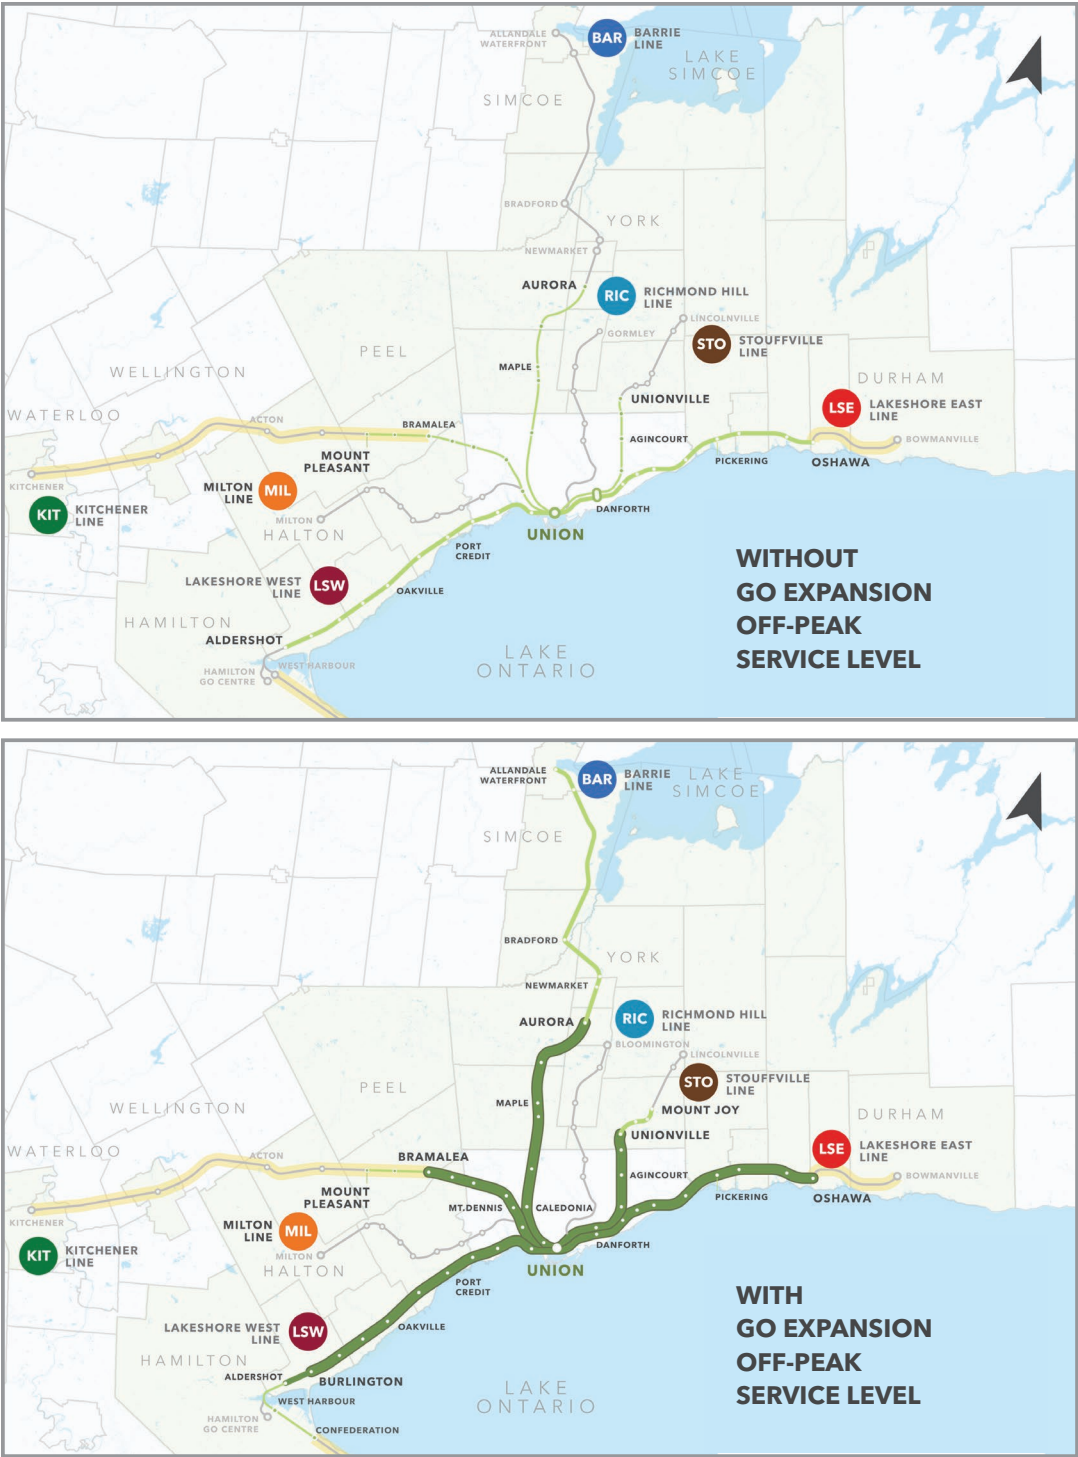 ALLANDALE
WATERFRONT
BAR
BARRIE
LINE
LAKE
SIMCOE
SIMCOE
BRADFORD
YORK
NEWMARKET
AURORA
RIC
RICHMOND HILL
LINE
LINCOLNVILLE
GORMLEY
STO
STOUFFVILLE
LINE
PEEL
MAPLE
WELLINGTON
DURHAM
UNIONVILLE
LSE
LAKESHORE EAST
LINE
WATERLOO
ACTON
BRAMALEA
AGINCOURT
BOWMANVILLE
MOUNT
PLEASANT
PICKERING
OSHAWA
KITCHENER
MILTON
LINE
MIL
KIT
KITCHENER
LINE
MILTON
HALTON
DANFORTH
UNION
PORT
CREDIT
WITHOUT
GO EXPANSION
OFF-PEAK
SERVICE LEVEL
LAKESHORE WEST
LINE
LSW
OAKVILLE
HAMILTON
ALDERSHOT
LAKE
ONTARIO
WEST HARBOUR
HAMILTON
GO CENTRE
ALLANDALE
WATERFRONT
BAR
BARRIE
LINE
LAKE
SIMCOE
SIMCOE
BRADFORD
YORK
NEWMARKET
AURORA
RIC
RICHMOND HILL
LINE
BLOOMINGTON
LINCOLNVILLE
STO
STOUFFVILLE
LINE
PEEL
MAPLE
MOUNT JOY
WELLINGTON
DURHAM
UNIONVILLE
LSE
LAKESHORE EAST
LINE
WATERLOO
ACTON
BRAMALEA
AGINCOURT
BOWMANVILLE
MOUNT
PLEASANT
PICKERING
OSHAWA
MT.DENNIS
CALEDONIA
KITCHENER
MILTON
LINE
MIL
KIT
KITCHENER
LINE
MILTON
HALTON
DANFORTH
UNION
PORT
CREDIT
WITH
GO EXPANSION
OFF-PEAK
SERVICE LEVEL
LAKESHORE WEST
LINE
LSW
OAKVILLE
HAMILTON
ALDERSHOT
BURLINGTON
LAKE
ONTARIO
WEST HARBOUR
HAMILTON
GO CENTRE
CONFEDERATION